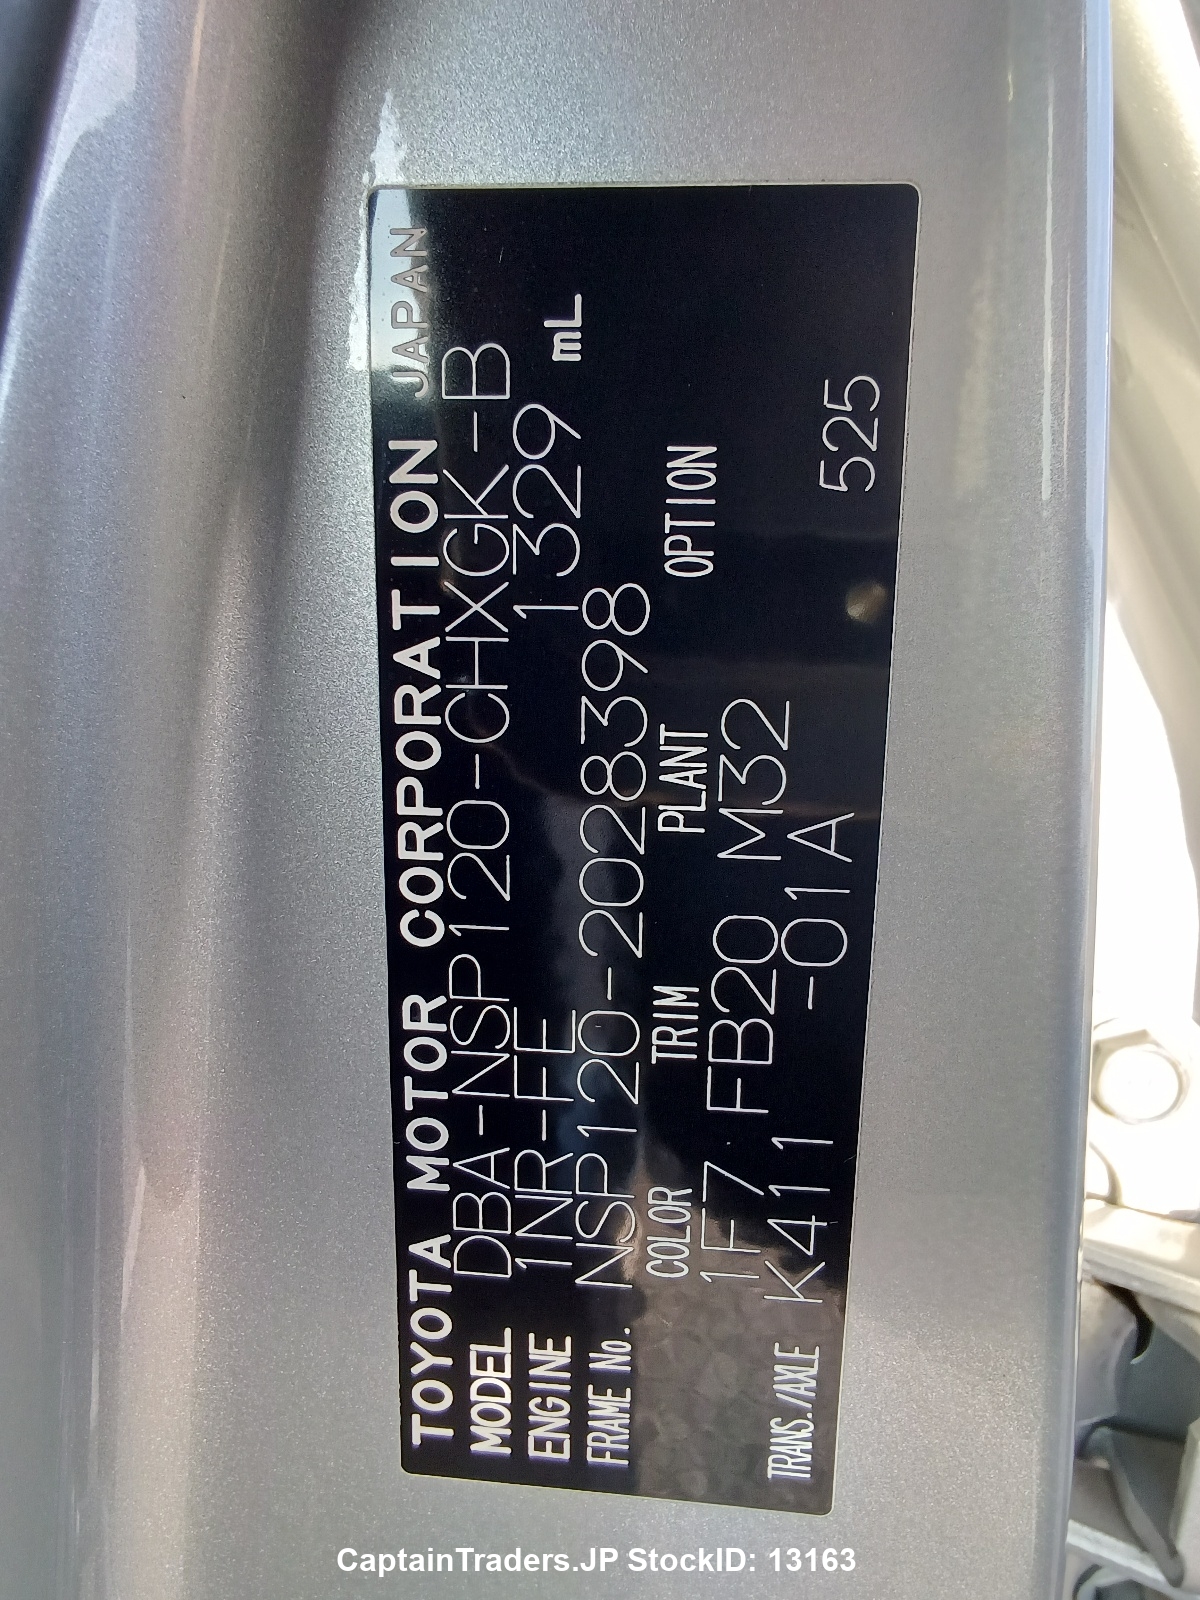 TOYOTA MOTOR CORPORATION JAPAN
MODEL DBA-NSP120-CHXGK-B
ENGINE 1NR-FE 1329 mL
FRAME No. NSP120-2028398
COLOR TRIM PLANT OPTION
1F7 FB20 M32
TRANS./AXLE K411 -01A 525
CaptainTraders.JP StockID: 13163